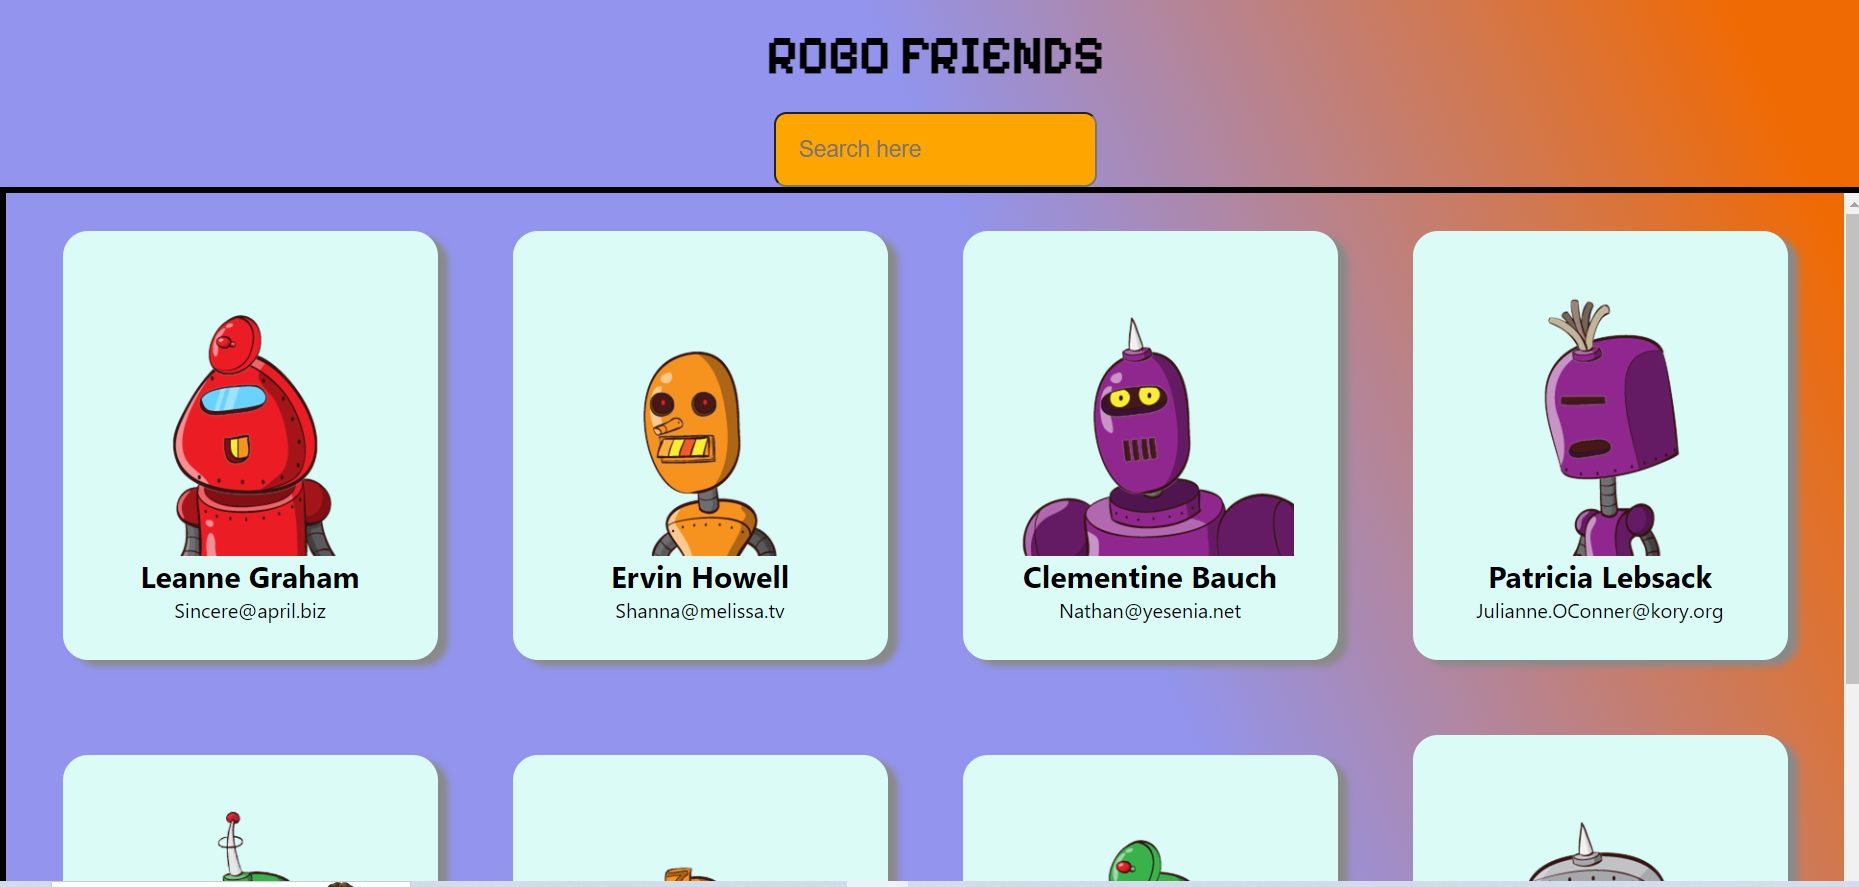 ROBO FRIENDS
Search here
Leanne Graham
Sincere@april.biz
Ervin Howell
Shanna@melissa.tv
Clementine Bauch
Nathan@yesenia.net
Patricia Lebsack
Julianne.OConner@kory.org